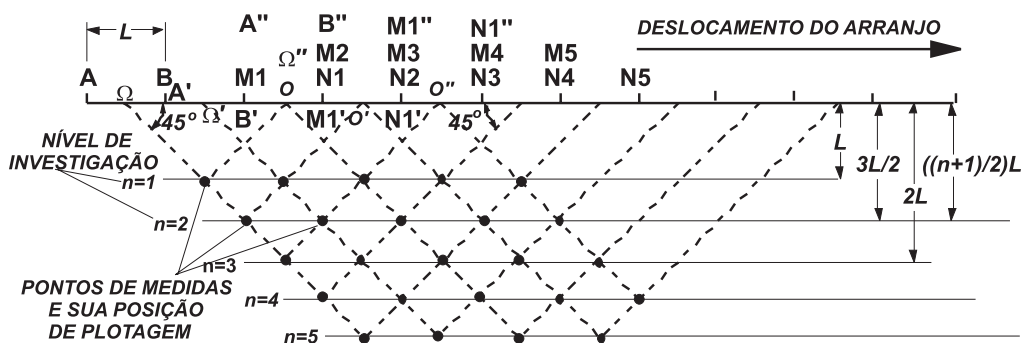 A" B" M1" N1" DESLOCAMENTO DO ARRANJO
L Ω" M2 M3 M4 M5
A B M1 O N1 N2 O" N3 N4 N5
Ω A'
45° Ω' B' M1' O' N1' 45°
NÍVEL DE
INVESTIGAÇÃO
n=1
L 3L/2 ((n+1)/2)L
2L
n=2
n=3
PONTOS DE MEDIDAS
E SUA POSIÇÃO
DE PLOTAGEM
n=4
n=5